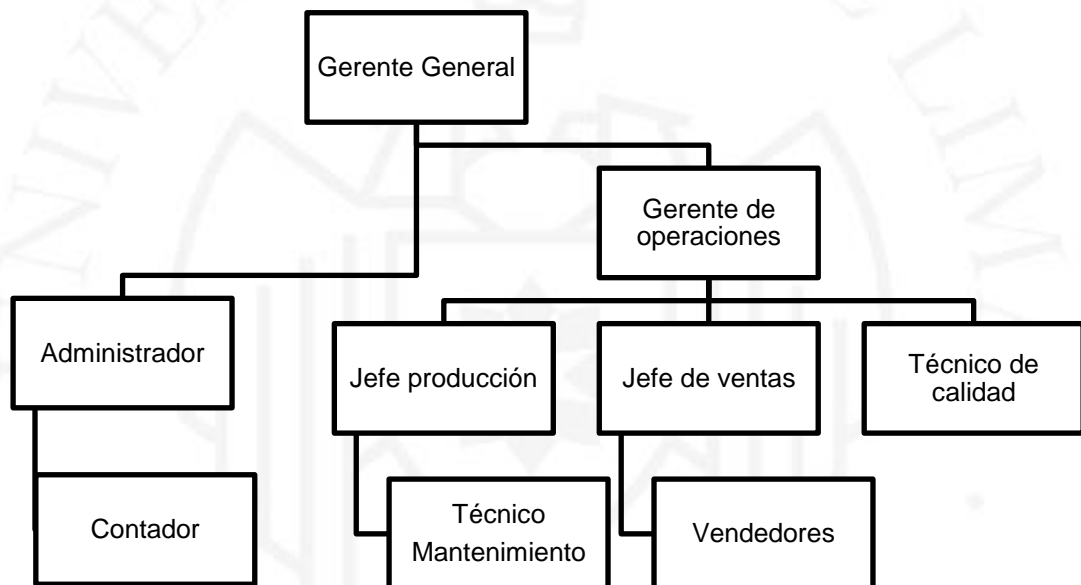 Gerente General
Gerente de
operaciones
Administrador
Jefe producción
Jefe de ventas
Técnico de
calidad
Contador
Técnico
Mantenimiento
Vendedores